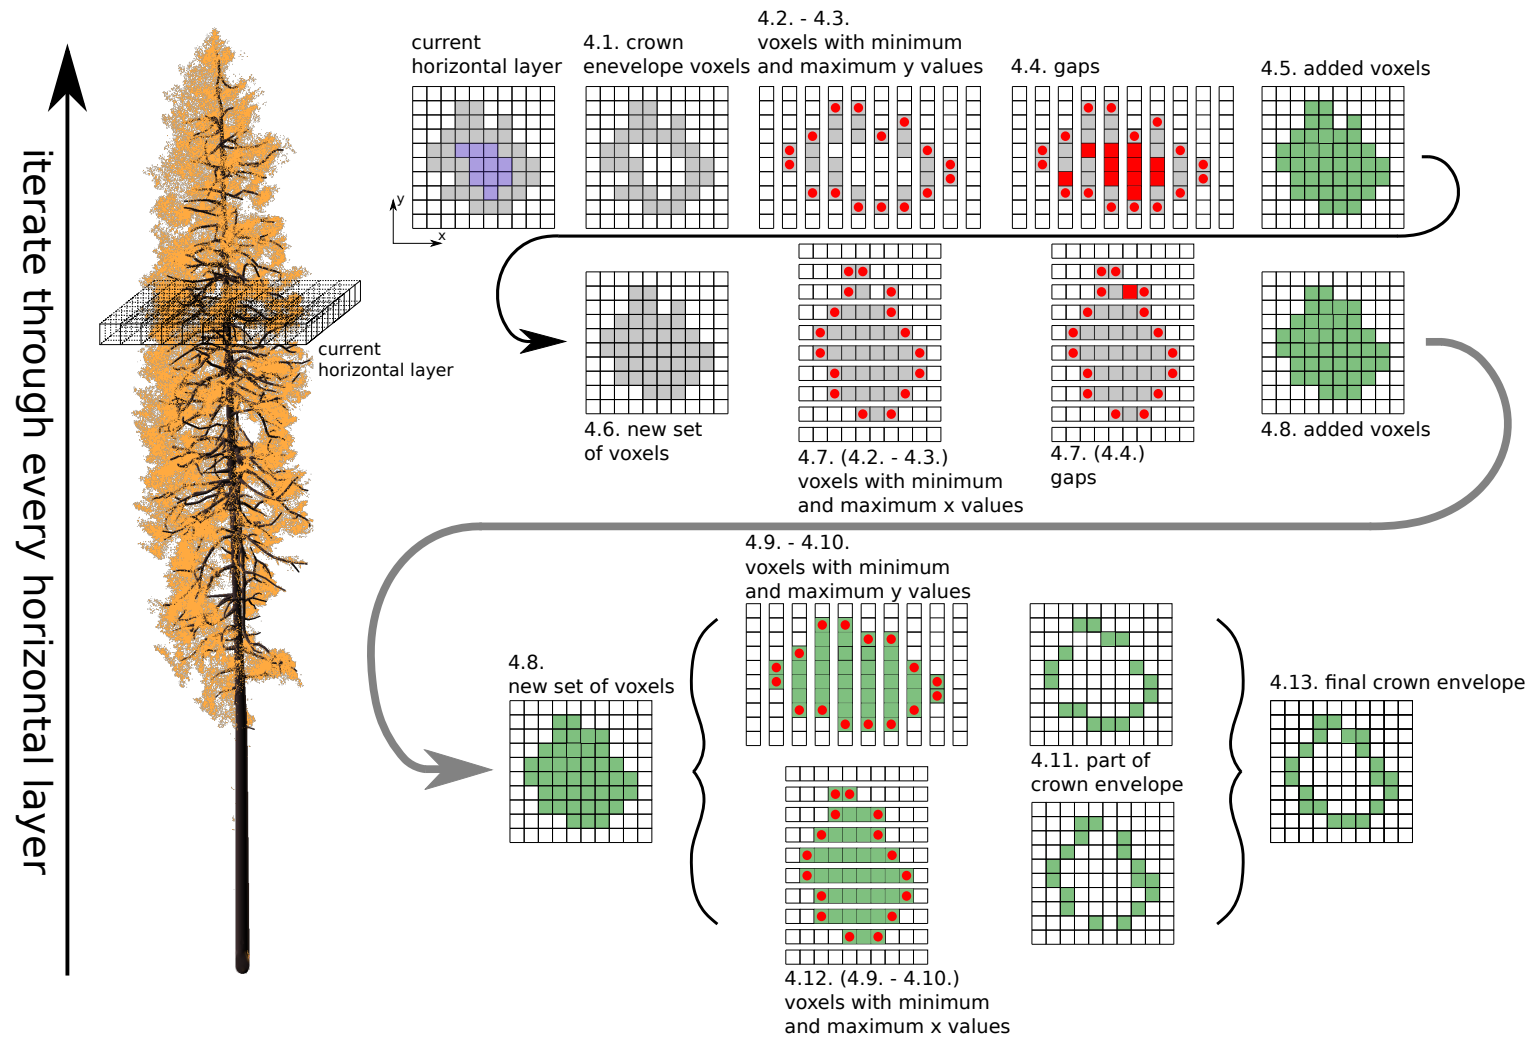 iterate through every horizontal layer
current
horizontal layer
current
horizontal layer
4.1. crown
enevelope voxels
4.2. - 4.3.
voxels with minimum
and maximum y values
4.4. gaps
4.5. added voxels
y
x
4.6. new set
of voxels
4.7. (4.2. - 4.3.)
voxels with minimum
and maximum x values
4.7. (4.4.)
gaps
4.8. added voxels
4.8.
new set of voxels
4.9. - 4.10.
voxels with minimum
and maximum y values
4.11. part of
crown envelope
4.12. (4.9. - 4.10.)
voxels with minimum
and maximum x values
4.13. final crown envelope